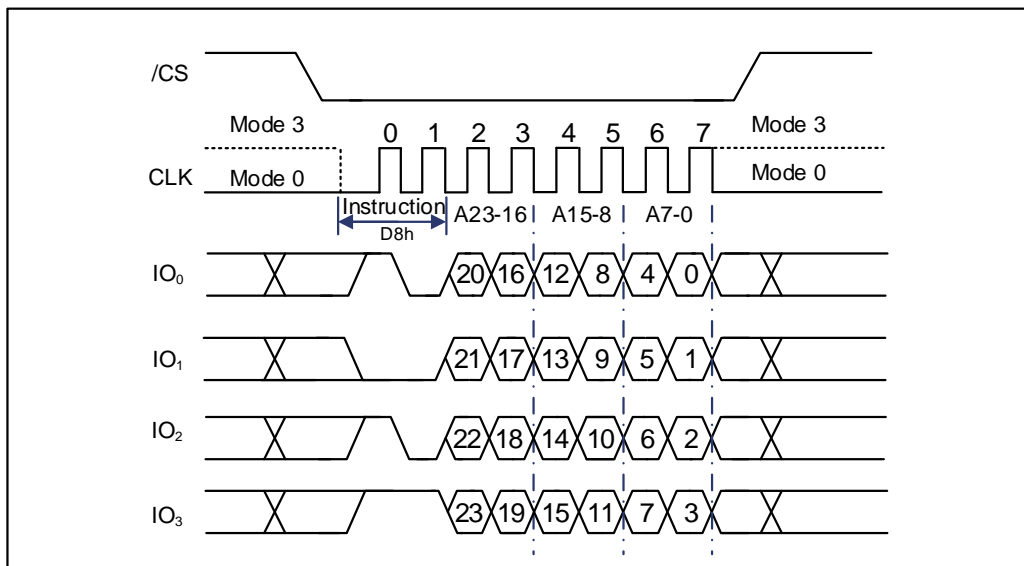 /CS
Mode 3 0 1 2 3 4 5 6 7 Mode 3
CLK Mode 0 Mode 0
Instruction A23-16 A15-8 A7-0
D8h
IO₀ 20 16 12 8 4 0
IO₁ 21 17 13 9 5 1
IO₂ 22 18 14 10 6 2
IO₃ 23 19 15 11 7 3